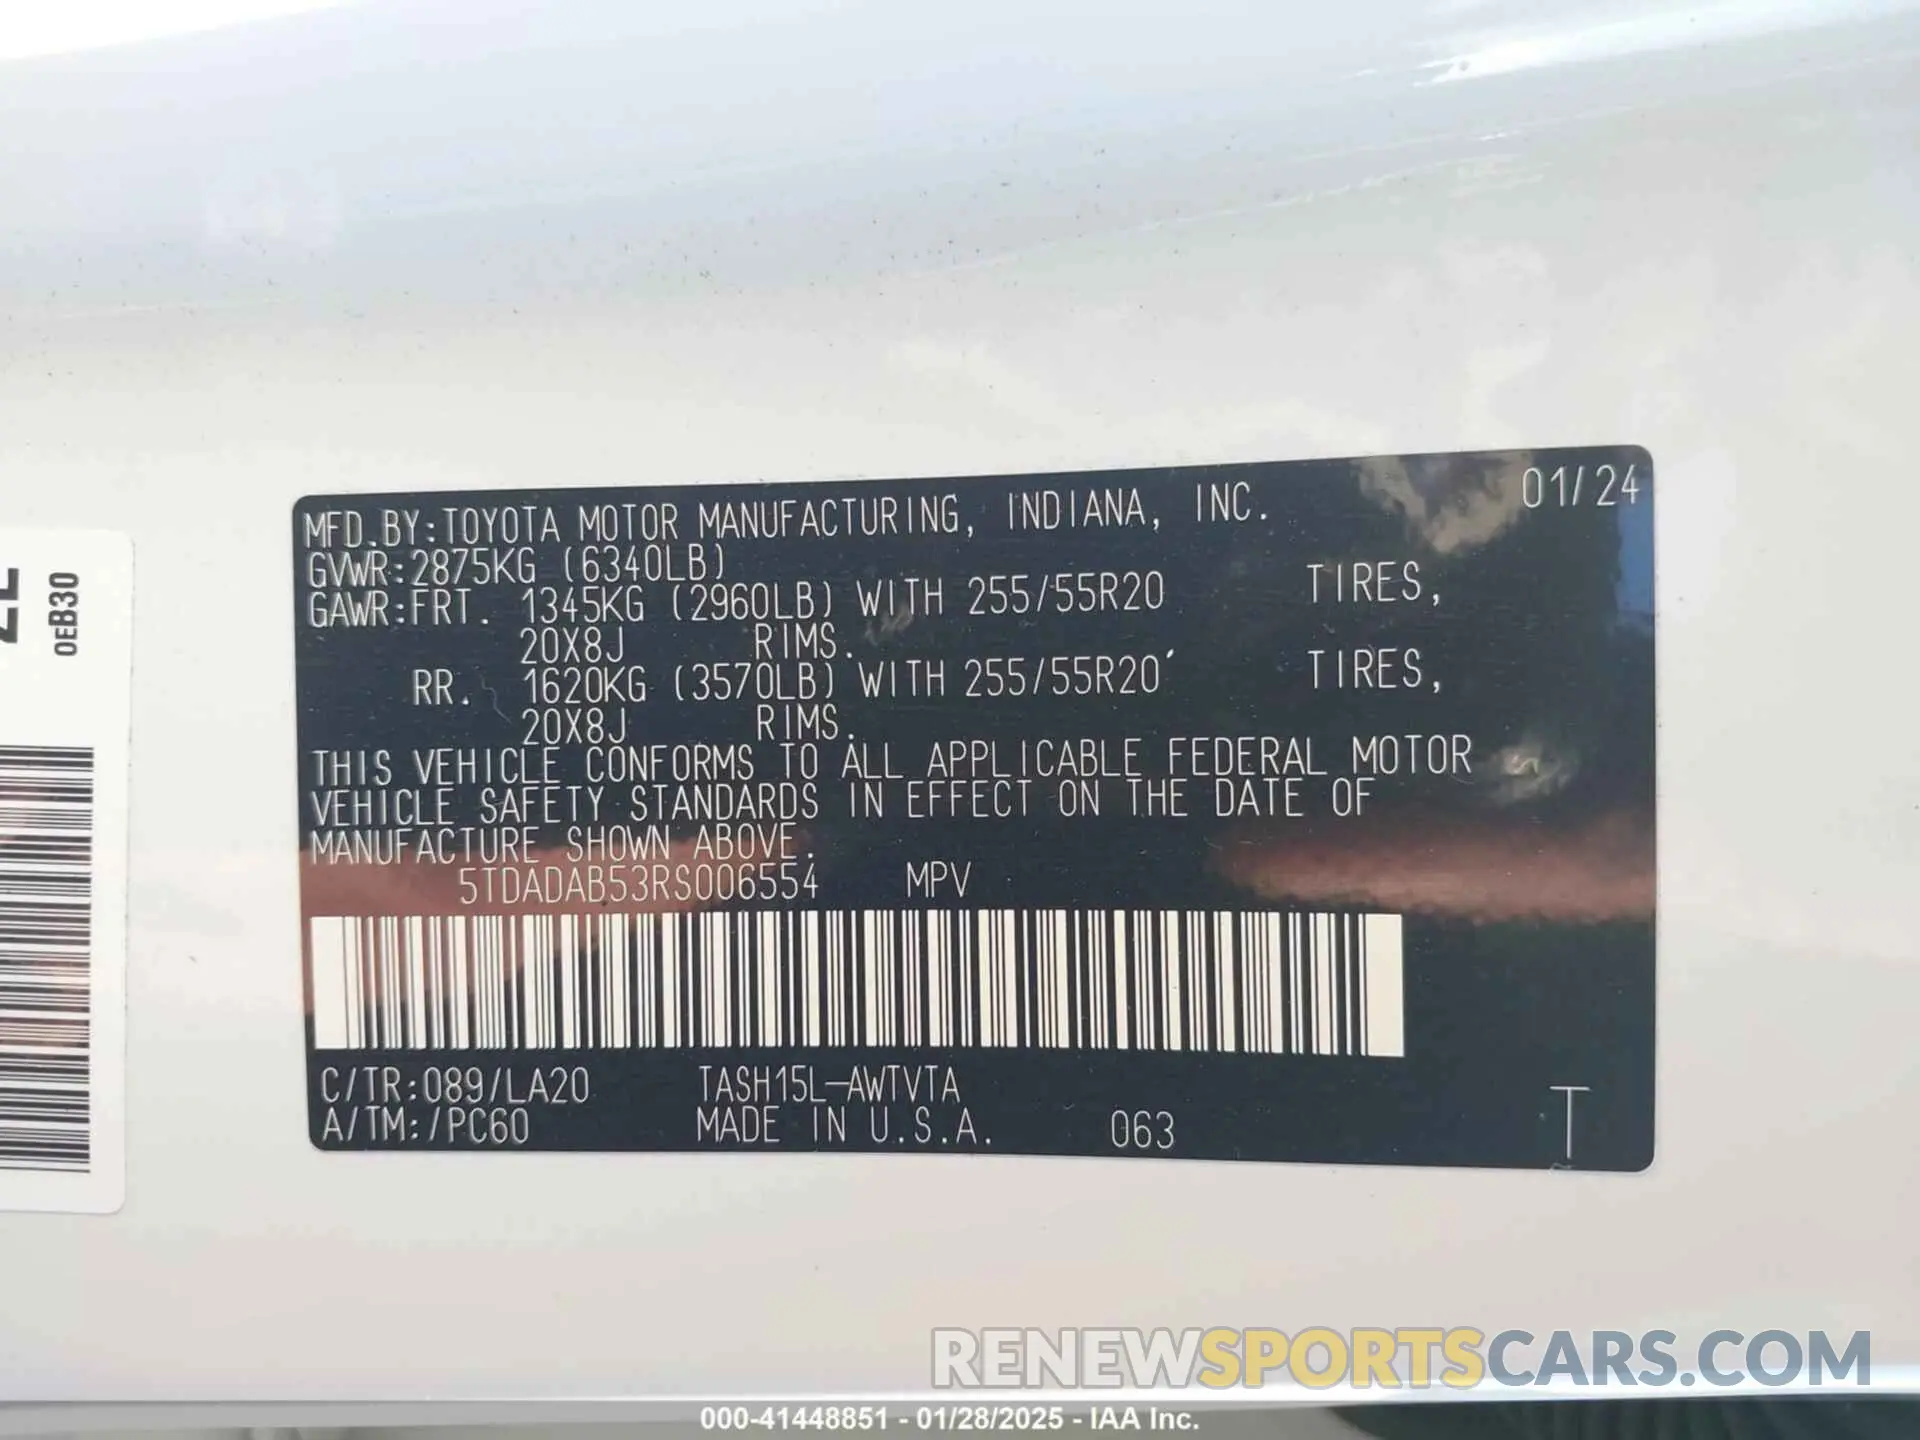 MFD.BY:TOYOTA MOTOR MANUFACTURING, INDIANA, INC. 01/24
GVWR:2875KG (6340LB)
GAWR:FRT. 1345KG (2960LB) WITH 255/55R20 TIRES,
20X8J RIMS.
RR. 1620KG (3570LB) WITH 255/55R20 TIRES,
20X8J RIMS.
THIS VEHICLE CONFORMS TO ALL APPLICABLE FEDERAL MOTOR
VEHICLE SAFETY STANDARDS IN EFFECT ON THE DATE OF
MANUFACTURE SHOWN ABOVE.
5TDADAB53RS006554 MPV
C/TR:089/LA20 TASH15L-AWTVTA
A/TM:/PC60 MADE IN U.S.A. 063 T
0EB30
RENEWSPORTSCARS.COM
000-41448851 - 01/28/2025 - IAA Inc.